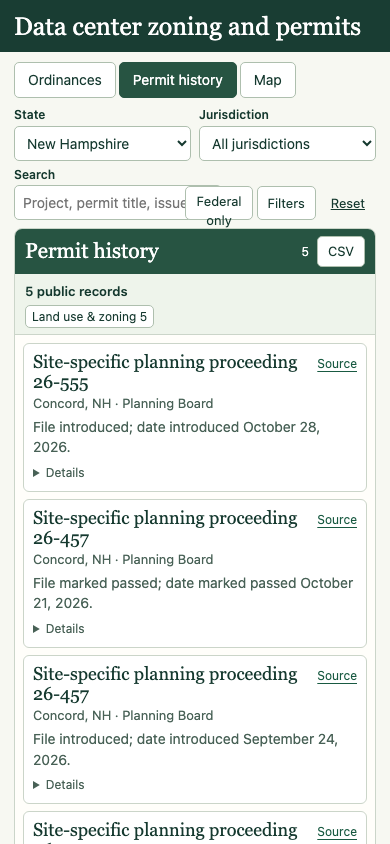 Data center zoning and permits
Ordinances
Permit history
Map
State
Jurisdiction
New Hampshire
All jurisdictions
Search
Project, permit title, issue
Federal only
Filters
Reset
Permit history
5
CSV
5 public records
Land use & zoning 5
Site-specific planning proceeding
26-555
Source
Concord, NH · Planning Board
File introduced; date introduced October 28,
2026.
Details
Site-specific planning proceeding
26-457
Source
Concord, NH · Planning Board
File marked passed; date marked passed October
21, 2026.
Details
Site-specific planning proceeding
26-457
Source
Concord, NH · Planning Board
File introduced; date introduced September 24,
2026.
Details
Site-specific planning proceeding
Source